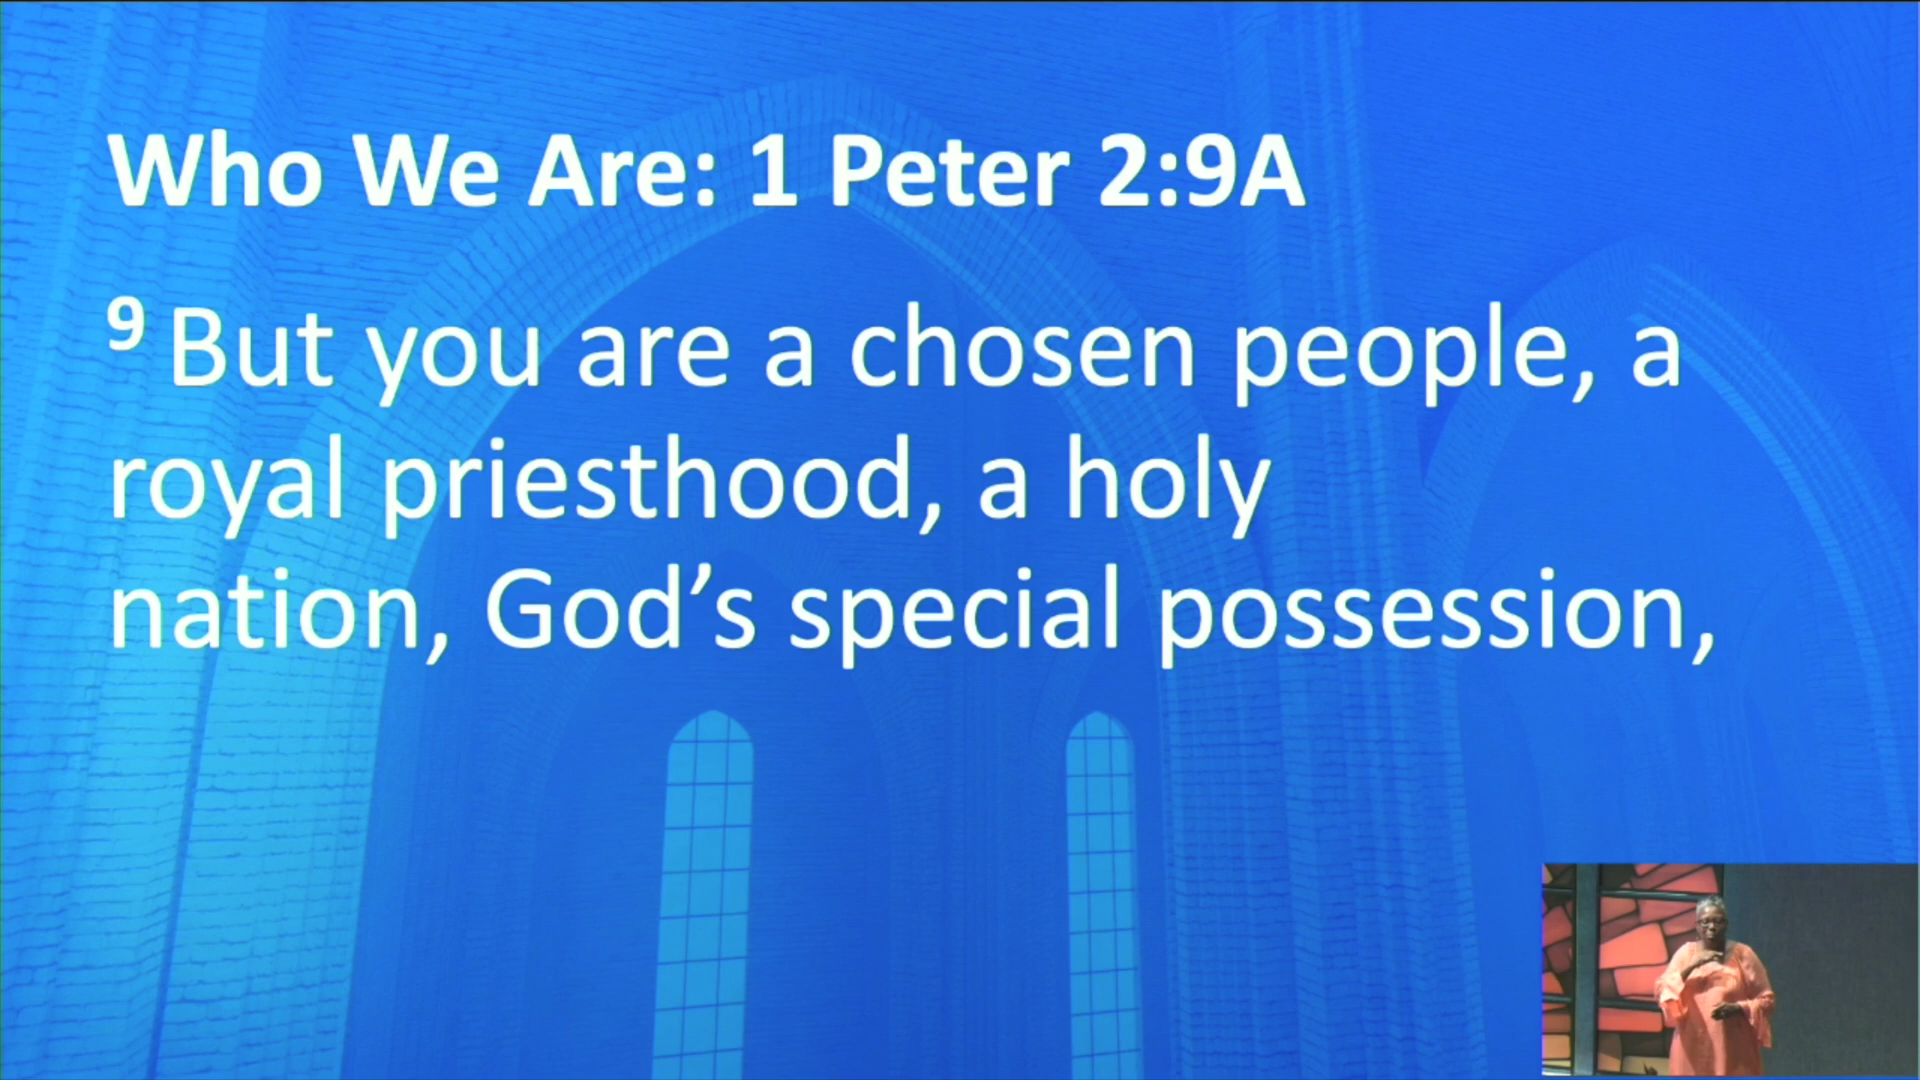 Who We Are: 1 Peter 2:9A
9 But you are a chosen people, a
royal priesthood, a holy
nation, God’s special possession,